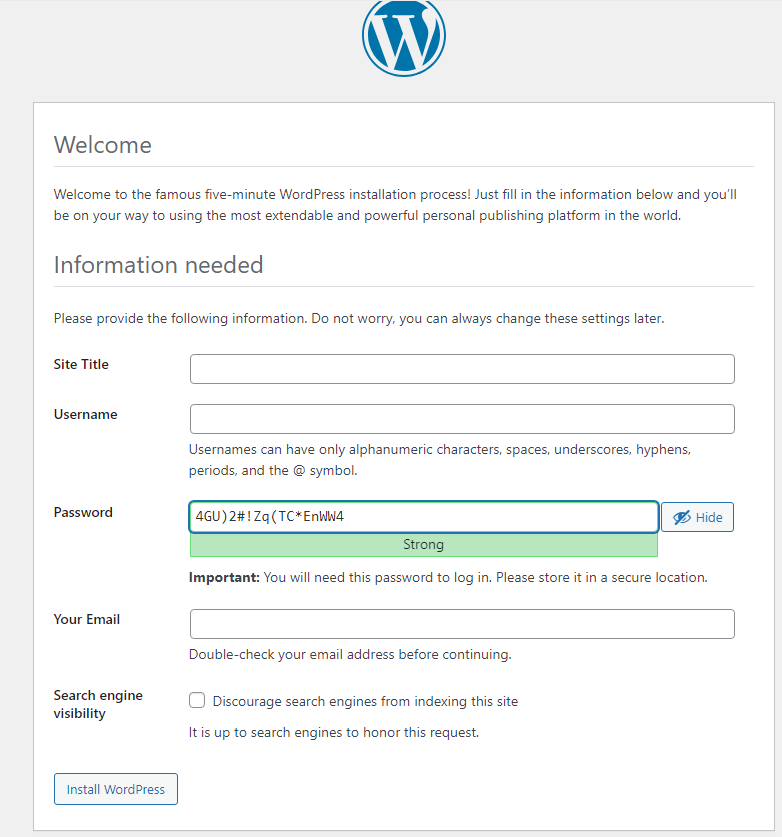 Welcome
Welcome to the famous five-minute WordPress installation process! Just fill in the information below and you’ll
be on your way to using the most extendable and powerful personal publishing platform in the world.
Information needed
Please provide the following information. Do not worry, you can always change these settings later.
Site Title
Username
Usernames can have only alphanumeric characters, spaces, underscores, hyphens,
periods, and the @ symbol.
Password
4GU)2#!Zq(TC*EnWW4
Hide
Strong
Important: You will need this password to log in. Please store it in a secure location.
Your Email
Double-check your email address before continuing.
Search engine
visibility
Discourage search engines from indexing this site
It is up to search engines to honor this request.
Install WordPress